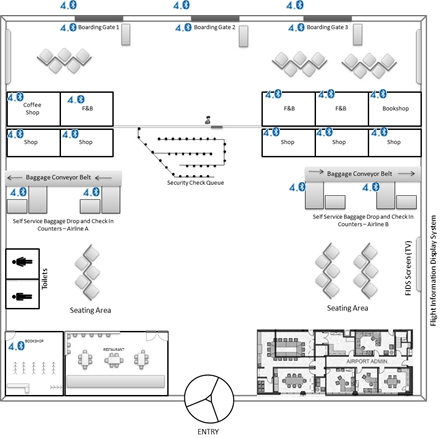 4.0 4.0 4.0
Boarding Gate 1 Boarding Gate 2 Boarding Gate 3
4.0 4.0 4.0
4.0 4.0 4.0 4.0 4.0
Coffee Shop F&B F&B F&B Bookshop
4.0 4.0 4.0 4.0 4.0
Shop Shop Shop Shop Shop
Security Check Queue
Baggage Conveyor Belt Baggage Conveyor Belt
4.0 4.0 4.0 4.0
Self Service Baggage Drop and Check In
Counters – Airline A
Self Service Baggage Drop and Check In
Counters – Airline B
Toilets
Seating Area Seating Area
FIDS Screen (TV)
Flight Information Display System
4.0
BOOKSHOP RESTAURANT AIRPORT ADMIN.
ENTRY